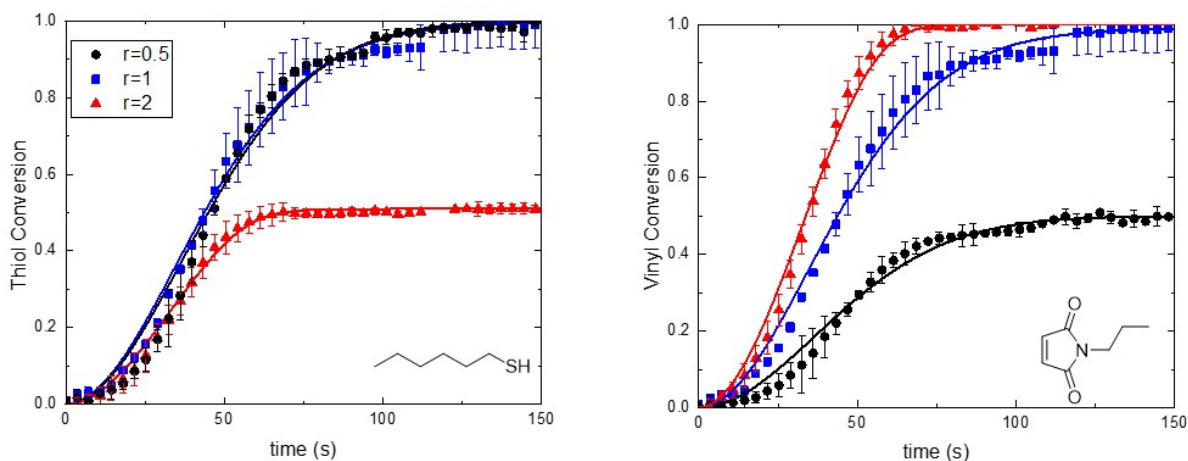 Thiol Conversion
1.0
0.8
0.6
0.4
0.2
0.0
r=0.5
r=1
r=2
SH
0 50 100 150
time (s)
Vinyl Conversion
1.0
0.8
0.6
0.4
0.2
0.0
O
N
O
0 50 100 150
time (s)